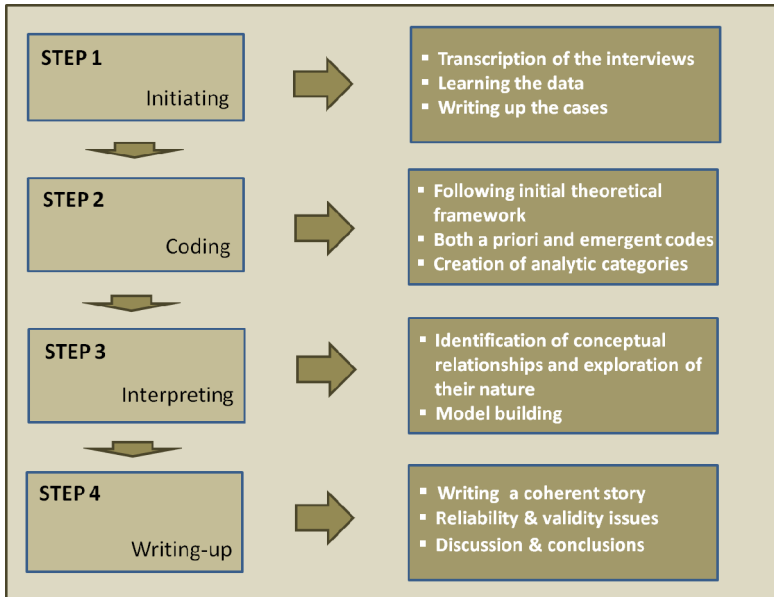 STEP 1
Initiating
▪ Transcription of the interviews
▪ Learning the data
▪ Writing up the cases
STEP 2
Coding
▪ Following initial theoretical
framework
▪ Both a priori and emergent codes
▪ Creation of analytic categories
STEP 3
Interpreting
▪ Identification of conceptual
relationships and exploration of
their nature
▪ Model building
STEP 4
Writing-up
▪ Writing a coherent story
▪ Reliability & validity issues
▪ Discussion & conclusions